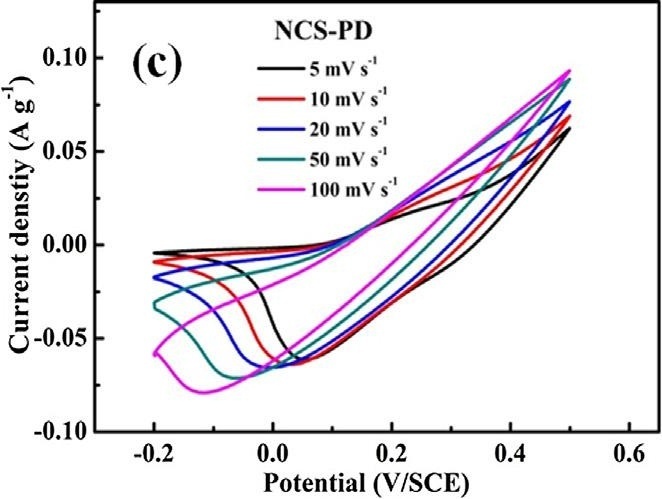 NCS-PD
(c)
5 mV s-1
10 mV s-1
20 mV s-1
50 mV s-1
100 mV s-1
Current denstiy (A g-1)
0.10
0.05
0.00
-0.05
-0.10
-0.2 0.0 0.2 0.4 0.6
Potential (V/SCE)